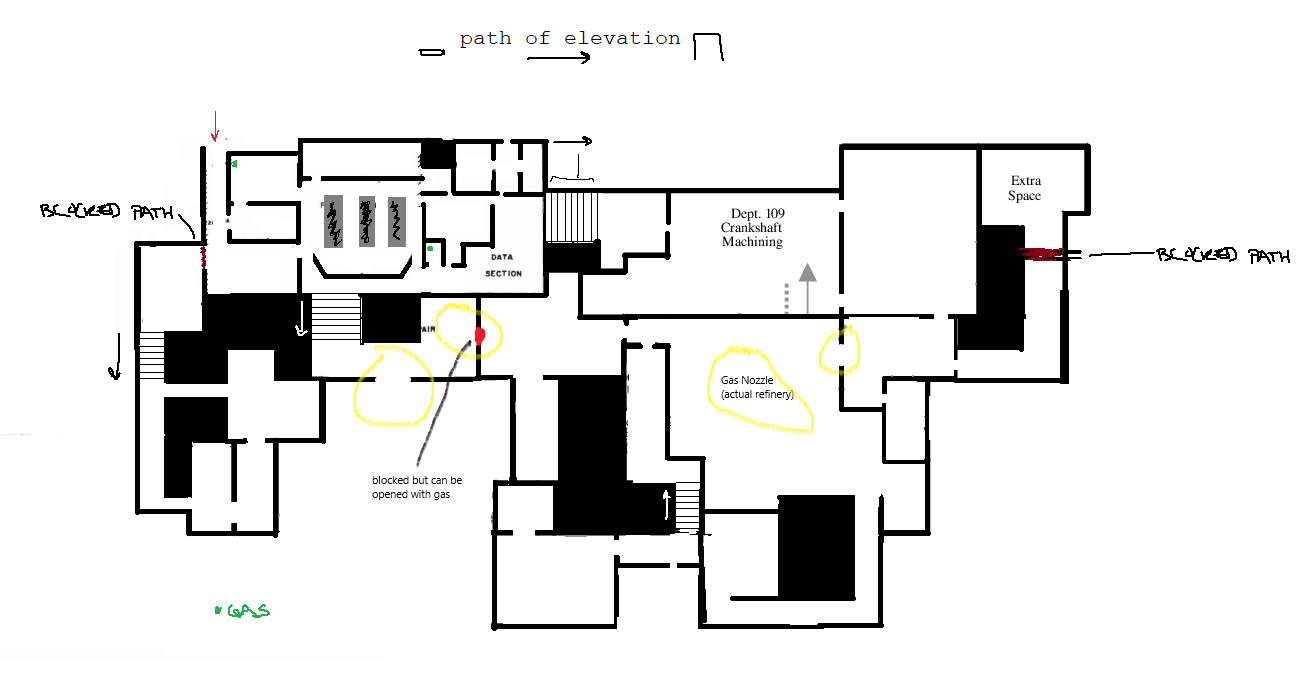 path of elevation
BLOCKED PATH
Extra
Space
Dept. 109
Crankshaft
Machining
DATA
SECTION
BLOCKED PATH
AIR
Gas Nozzle
(actual refinery)
blocked but can be
opened with gas
GAS